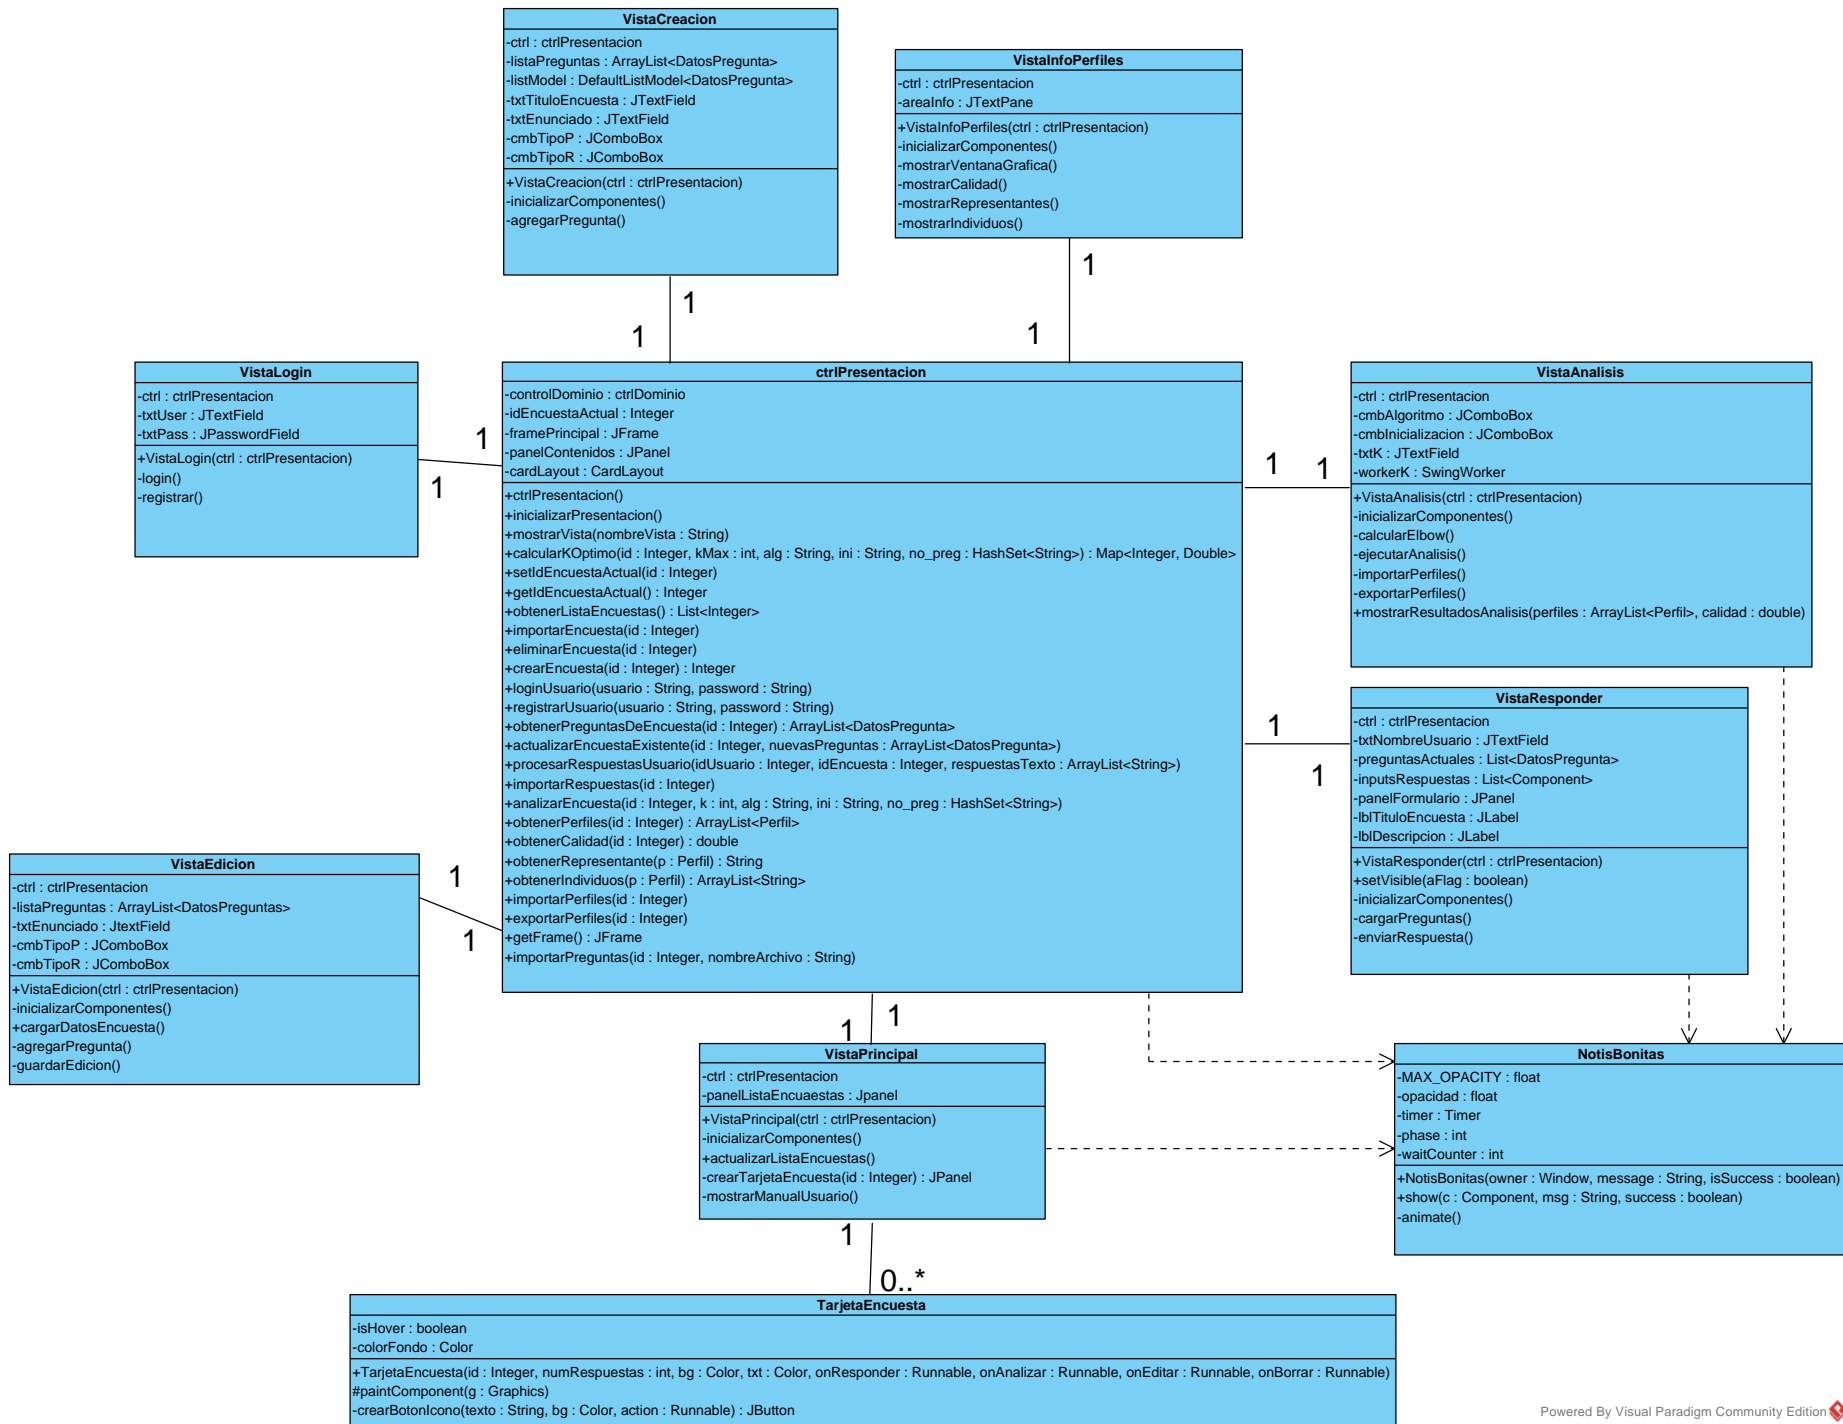 VistaCreacion
-ctrl : ctrlPresentacion
-listaPreguntas : ArrayList<DatosPregunta>
-listModel : DefaultListModel<DatosPregunta>
-txtTituloEncuesta : JTextField
-txtEnunciado : JTextField
-cmbTipoP : JComboBox
-cmbTipoR : JComboBox
+VistaCreacion(ctrl : ctrlPresentacion)
-inicializarComponentes()
-agregarPregunta()
VistaInfoPerfiles
-ctrl : ctrlPresentacion
-areaInfo : JTextPane
+VistaInfoPerfiles(ctrl : ctrlPresentacion)
-inicializarComponentes()
-mostrarVentanaGrafica()
-mostrarCalidad()
-mostrarRepresentantes()
-mostrarIndividuos()
1
1
1
1
VistaLogin
-ctrl : ctrlPresentacion
-txtUser : JTextField
-txtPass : JPasswordField
+VistaLogin(ctrl : ctrlPresentacion)
-login()
-registrar()
1
1
ctrlPresentacion
-controlDominio : ctrlDominio
-idEncuestaActual : Integer
-framePrincipal : JFrame
-panelContenidos : JPanel
-cardLayout : CardLayout
+ctrlPresentacion()
+inicializarPresentacion()
+mostrarVista(nombreVista : String)
+calcularKOptimo(id : Integer, kMax : int, alg : String, ini : String, no_preg : HashSet<String>) : Map<Integer, Double>
+setIdEncuestaActual(id : Integer)
+getIdEncuestaActual() : Integer
+obtenerListaEncuestas() : List<Integer>
+importarEncuesta(id : Integer)
+eliminarEncuesta(id : Integer)
+crearEncuesta(id : Integer) : Integer
+loginUsuario(usuario : String, password : String)
+registrarUsuario(usuario : String, password : String)
+obtenerPreguntasDeEncuesta(id : Integer) : ArrayList<DatosPregunta>
+actualizarEncuestaExistente(id : Integer, nuevasPreguntas : ArrayList<DatosPregunta>)
+procesarRespuestasUsuario(idUsuario : Integer, idEncuesta : Integer, respuestasTexto : ArrayList<String>)
+importarRespuestas(id : Integer)
+analizarEncuesta(id : Integer, k : int, alg : String, ini : String, no_preg : HashSet<String>)
+obtenerPerfiles(id : Integer) : ArrayList<Perfil>
+obtenerCalidad(id : Integer) : double
+obtenerRepresentante(p : Perfil) : String
+obtenerIndividuos(p : Perfil) : ArrayList<String>
+importarPerfiles(id : Integer)
+exportarPerfiles(id : Integer)
+getFrame() : JFrame
+importarPreguntas(id : Integer, nombreArchivo : String)
1
1
VistaAnalisis
-ctrl : ctrlPresentacion
-cmbAlgoritmo : JComboBox
-cmbInicializacion : JComboBox
-txtK : JTextField
-workerK : SwingWorker
+VistaAnalisis(ctrl : ctrlPresentacion)
-inicializarComponentes()
-calcularElbow()
-ejecutarAnalisis()
-importarPerfiles()
-exportarPerfiles()
+mostrarResultadosAnalisis(perfiles : ArrayList<Perfil>, calidad : double)
1
1
VistaResponder
-ctrl : ctrlPresentacion
-txtNombreUsuario : JTextField
-preguntasActuales : List<DatosPregunta>
-inputsRespuestas : List<Component>
-panelFormulario : JPanel
-lblTituloEncuesta : JLabel
-lblDescripcion : JLabel
+VistaResponder(ctrl : ctrlPresentacion)
+setVisible(aFlag : boolean)
-inicializarComponentes()
-cargarPreguntas()
-enviarRespuesta()
VistaEdicion
-ctrl : ctrlPresentacion
-listaPreguntas : ArrayList<DatosPreguntas>
-txtEnunciado : JtextField
-cmbTipoP : JComboBox
-cmbTipoR : JComboBox
+VistaEdicion(ctrl : ctrlPresentacion)
-inicializarComponentes()
+cargarDatosEncuesta()
-agregarPregunta()
-guardarEdicion()
1
1
1
1
VistaPrincipal
-ctrl : ctrlPresentacion
-panelListaEncuaestas : Jpanel
+VistaPrincipal(ctrl : ctrlPresentacion)
-inicializarComponentes()
+actualizarListaEncuestas()
-crearTarjetaEncuesta(id : Integer) : JPanel
-mostrarManualUsuario()
NotisBonitas
-MAX_OPACITY : float
-opacidad : float
-timer : Timer
-phase : int
-waitCounter : int
+NotisBonitas(owner : Window, message : String, isSuccess : boolean)
+show(c : Component, msg : String, success : boolean)
-animate()
1
0..*
TarjetaEncuesta
-isHover : boolean
-colorFondo : Color
+TarjetaEncuesta(id : Integer, numRespuestas : int, bg : Color, txt : Color, onResponder : Runnable, onAnalizar : Runnable, onEditar : Runnable, onBorrar : Runnable)
#paintComponent(g : Graphics)
-crearBotonIcono(texto : String, bg : Color, action : Runnable) : JButton
Powered By Visual Paradigm Community Edition